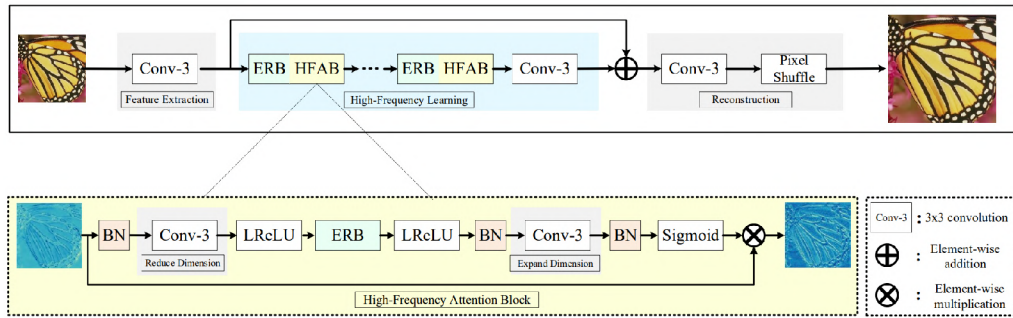 Conv-3
Feature Extraction
ERB HFAB
ERB HFAB
Conv-3
High-Frequency Learning
Conv-3
Pixel
Shuffle
Reconstruction
BN
Conv-3
Reduce Dimension
LReLU
ERB
LReLU
BN
Conv-3
Expand Dimension
BN
Sigmoid
High-Frequency Attention Block
Conv-3 : 3x3 convolution
: Element-wise
addition
: Element-wise
multiplication